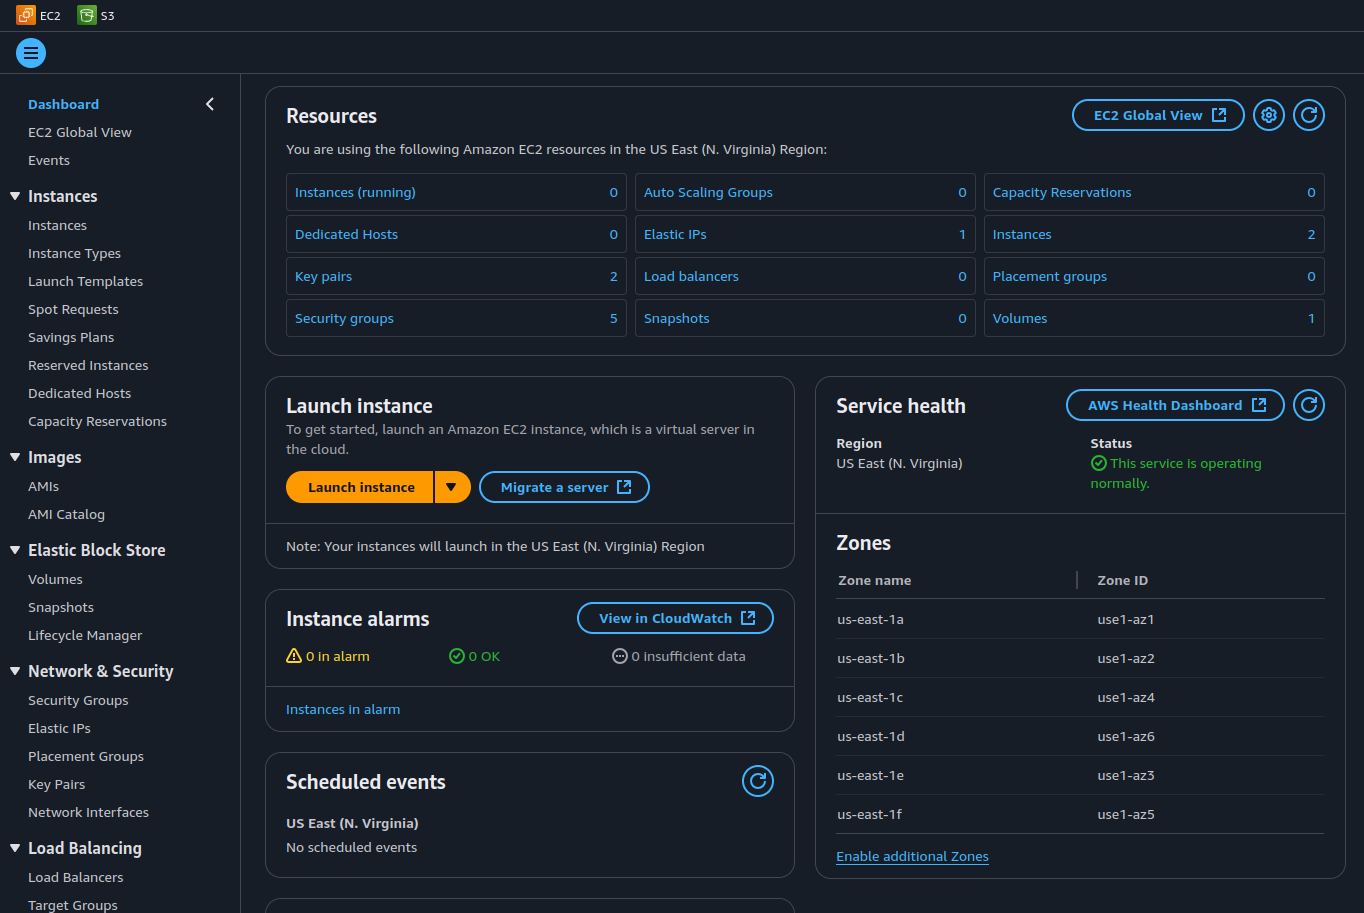 EC2 S3
Dashboard
EC2 Global View
Events
Instances
Instances
Instance Types
Launch Templates
Spot Requests
Savings Plans
Reserved Instances
Dedicated Hosts
Capacity Reservations
Images
AMIs
AMI Catalog
Elastic Block Store
Volumes
Snapshots
Lifecycle Manager
Network & Security
Security Groups
Elastic IPs
Placement Groups
Key Pairs
Network Interfaces
Load Balancing
Load Balancers
Target Groups
Resources
EC2 Global View
You are using the following Amazon EC2 resources in the US East (N. Virginia) Region:
Instances (running) 0 Auto Scaling Groups 0 Capacity Reservations 0
Dedicated Hosts 0 Elastic IPs 1 Instances 2
Key pairs 2 Load balancers 0 Placement groups 0
Security groups 5 Snapshots 0 Volumes 1
Launch instance
To get started, launch an Amazon EC2 instance, which is a virtual server in
the cloud.
Launch instance Migrate a server
Note: Your instances will launch in the US East (N. Virginia) Region
Instance alarms
View in CloudWatch
0 in alarm 0 OK 0 insufficient data
Instances in alarm
Scheduled events
US East (N. Virginia)
No scheduled events
Service health
AWS Health Dashboard
Region Status
US East (N. Virginia) This service is operating
normally.
Zones
Zone name Zone ID
us-east-1a use1-az1
us-east-1b use1-az2
us-east-1c use1-az4
us-east-1d use1-az6
us-east-1e use1-az3
us-east-1f use1-az5
Enable additional Zones